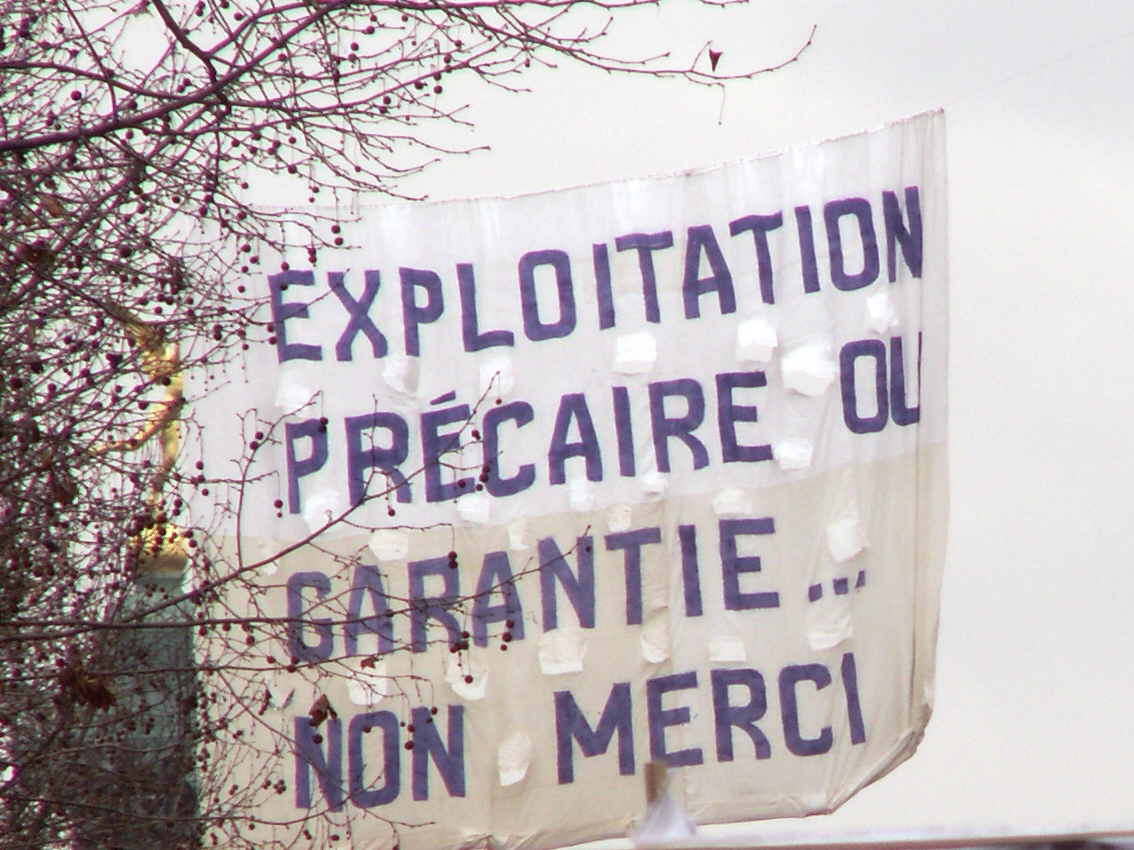 EXPLOITATION
PRÉCAIRE OU
GARANTIE...
NON MERCI